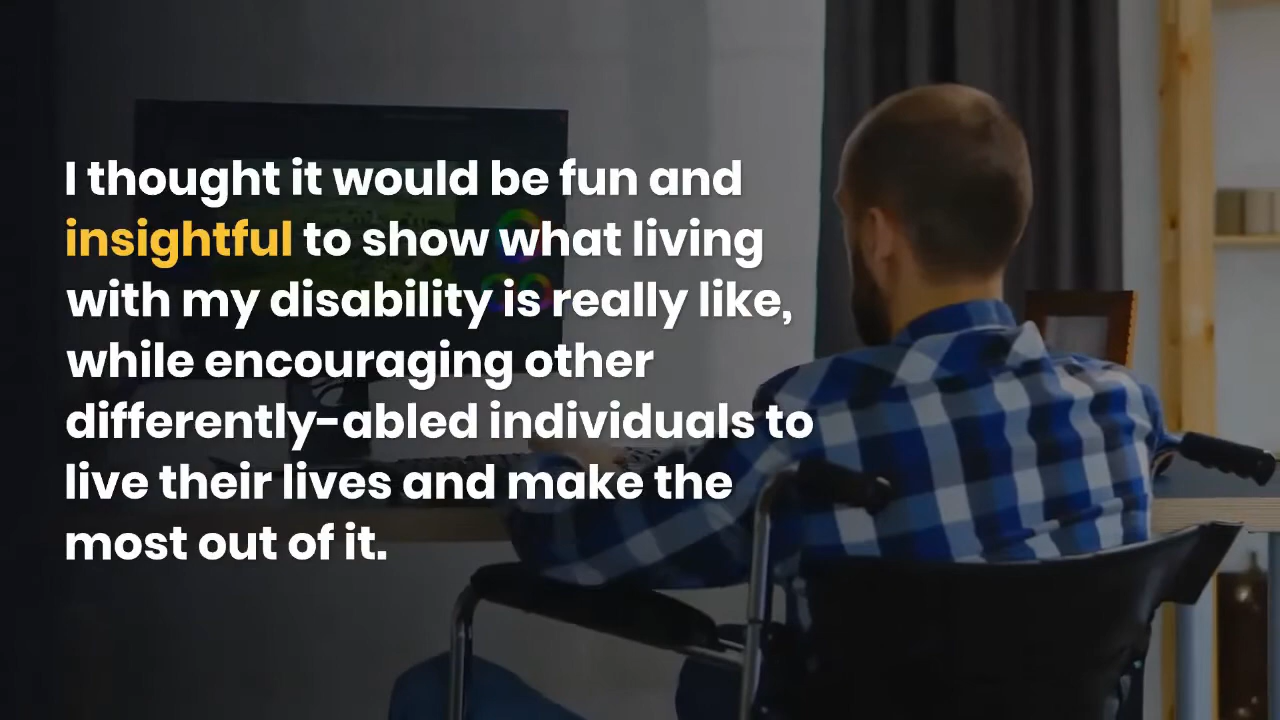 I thought it would be fun and
insightful to show what living
with my disability is really like,
while encouraging other
differently-abled individuals to
live their lives and make the
most out of it.